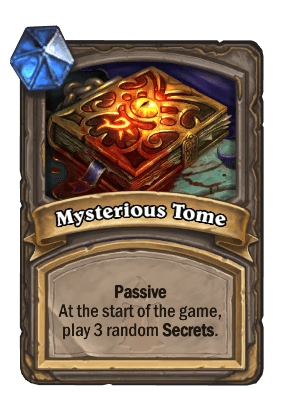 Mysterious Tome
Passive
At the start of the game,
play 3 random Secrets.